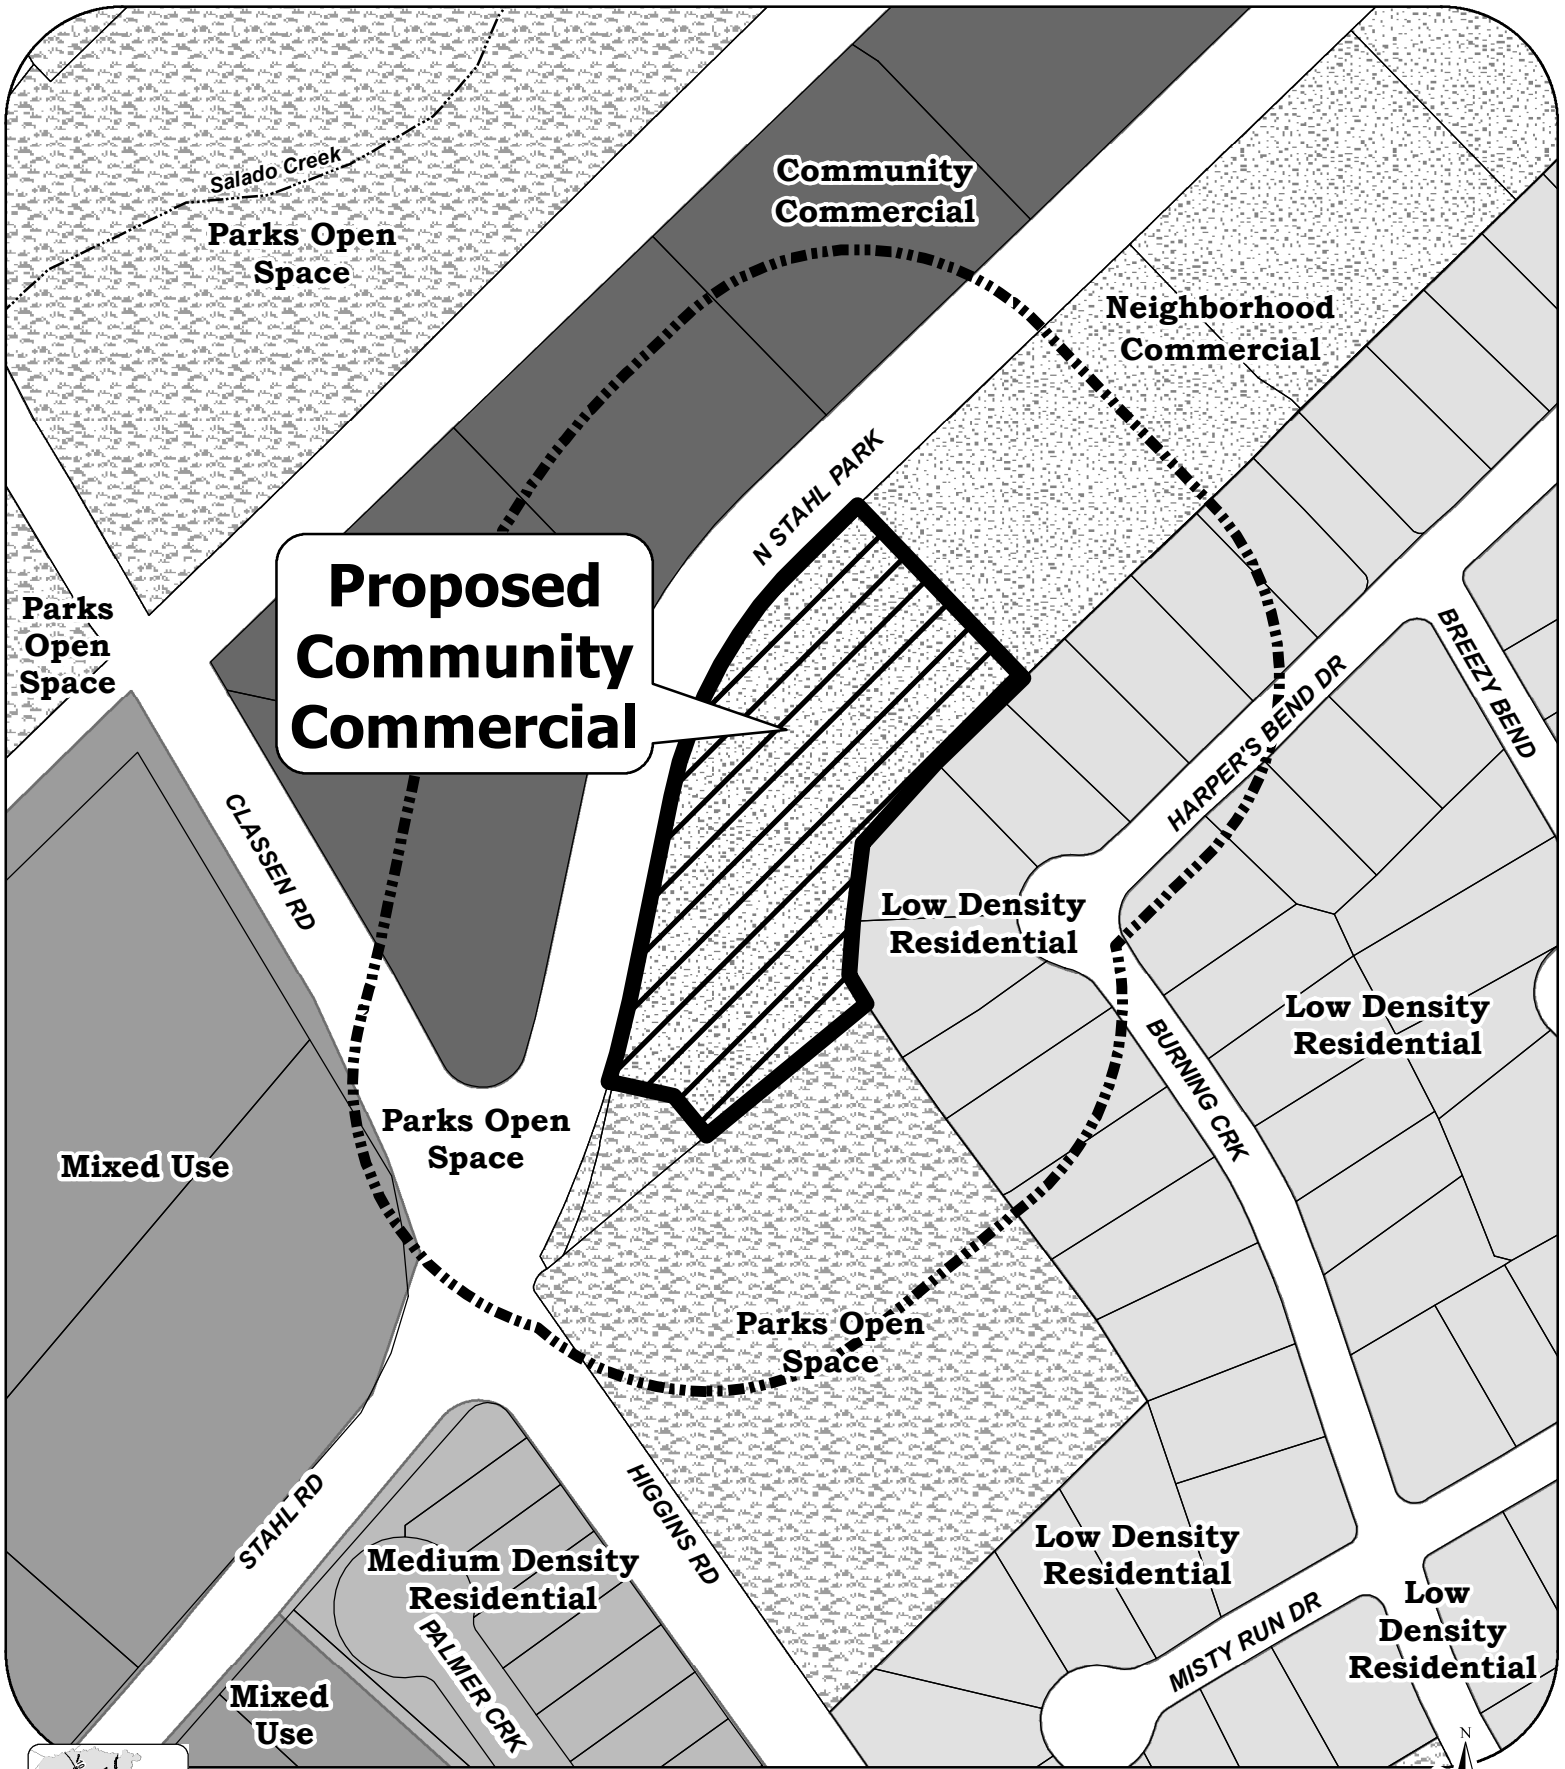 Salado Creek
Parks Open
Space
Community
Commercial
Neighborhood
Commercial
N STAHL PARK
Proposed
Community
Commercial
Parks
Open
Space
BREEZY BEND
HARPER'S BEND DR
CLASSEN RD
Low Density
Residential
Low Density
Residential
BURNING CRK
Parks Open
Space
Mixed Use
Parks Open
Space
STAHL RD
HIGGINS RD
Medium Density
Residential
Low Density
Residential
PALMER CRK
MISTY RUN DR
Low
Density
Residential
Mixed
Use
N